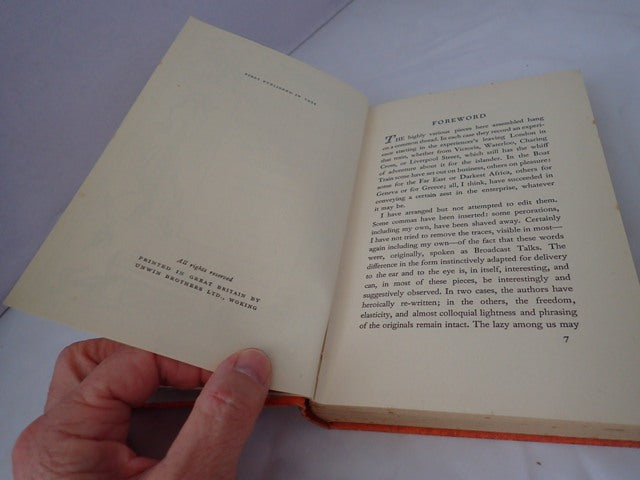 FIRST PUBLISHED IN
All rights reserved
PRINTED IN GREAT BRITAIN BY
UNWIN BROTHERS LTD., WOKING
FOREWORD
THE highly various pieces here assembled hang
on a common thread. In each case they record an experi-
ence starting in the experiencer's leaving London in
that train, whether from Victoria, Waterloo, Charing
Cross, or Liverpool Street, which still has the whiff
of adventure about it for the islander. In the Boat
Train some have set out on business, others on pleasure:
some for the Far East or Darkest Africa, others for
Geneva or for Greece; all, I think, have succeeded in
conveying a certain zest in the enterprise, whatever
it may be.
I have arranged but not attempted to edit them.
Some commas have been inserted: some perorations,
including my own, have been shaved away. Certainly
I have not tried to remove the traces, visible in most—
again including my own—of the fact that these words
were, originally, spoken as Broadcast Talks. The
difference in the form instinctively adapted for delivery
to the ear and to the eye is, in itself, interesting, and
can, in most of these pieces, be interestingly and
suggestively observed. In two cases, the authors have
heroically re-written; in the others, the freedom,
elasticity, and almost colloquial lightness and phrasing
of the originals remain intact. The lazy among us may
7